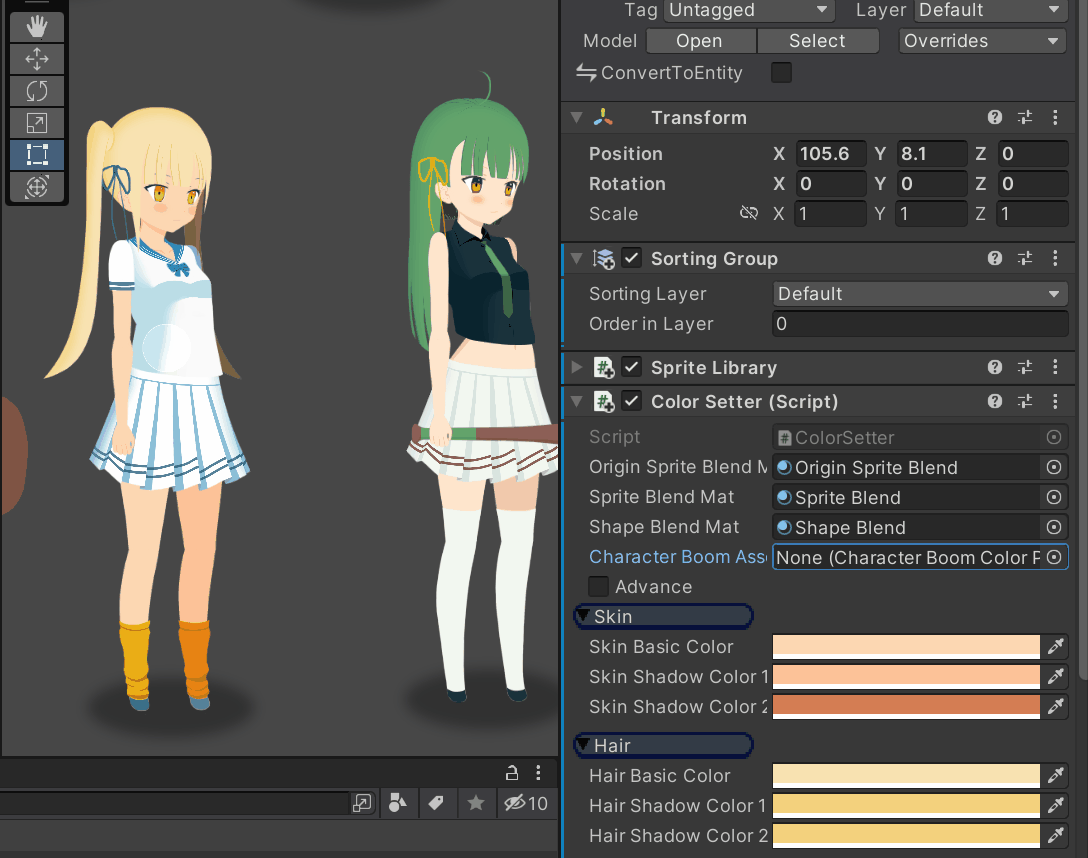 Tag Untagged Layer Default
Model Open Select Overrides
ConvertToEntity
Transform
Position X 105.6 Y 8.1 Z 0
Rotation X 0 Y 0 Z 0
Scale X 1 Y 1 Z 1
Sorting Group
Sorting Layer Default
Order in Layer 0
Sprite Library
Color Setter (Script)
Script ColorSetter
Origin Sprite Blend M Origin Sprite Blend
Sprite Blend Mat Sprite Blend
Shape Blend Mat Shape Blend
Character Boom Asse None (Character Boom Color P
Advance
Skin
Skin Basic Color
Skin Shadow Color 1
Skin Shadow Color 2
Hair
Hair Basic Color
Hair Shadow Color 1
Hair Shadow Color 2
10